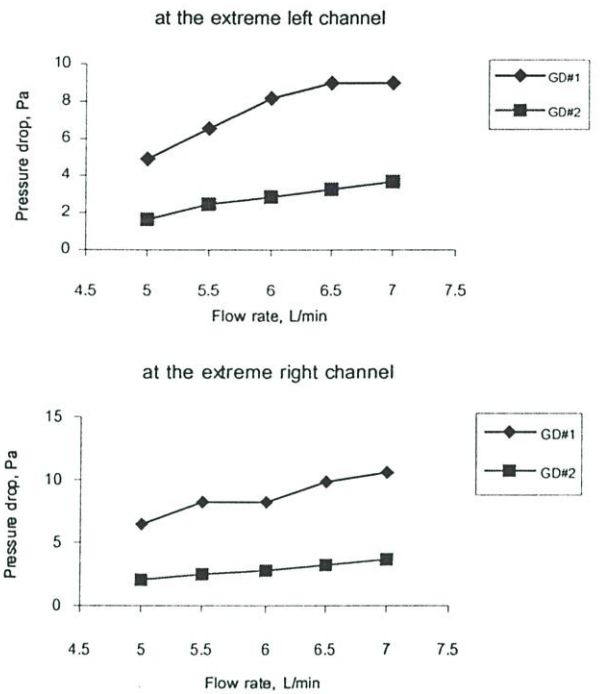 at the extreme left channel
10
8
6
4
2
0
Pressure drop, Pa
4.5 5 5.5 6 6.5 7 7.5
Flow rate, L/min
GD#1
GD#2
at the extreme right channel
15
10
5
0
Pressure drop, Pa
4.5 5 5.5 6 6.5 7 7.5
Flow rate, L/min
GD#1
GD#2